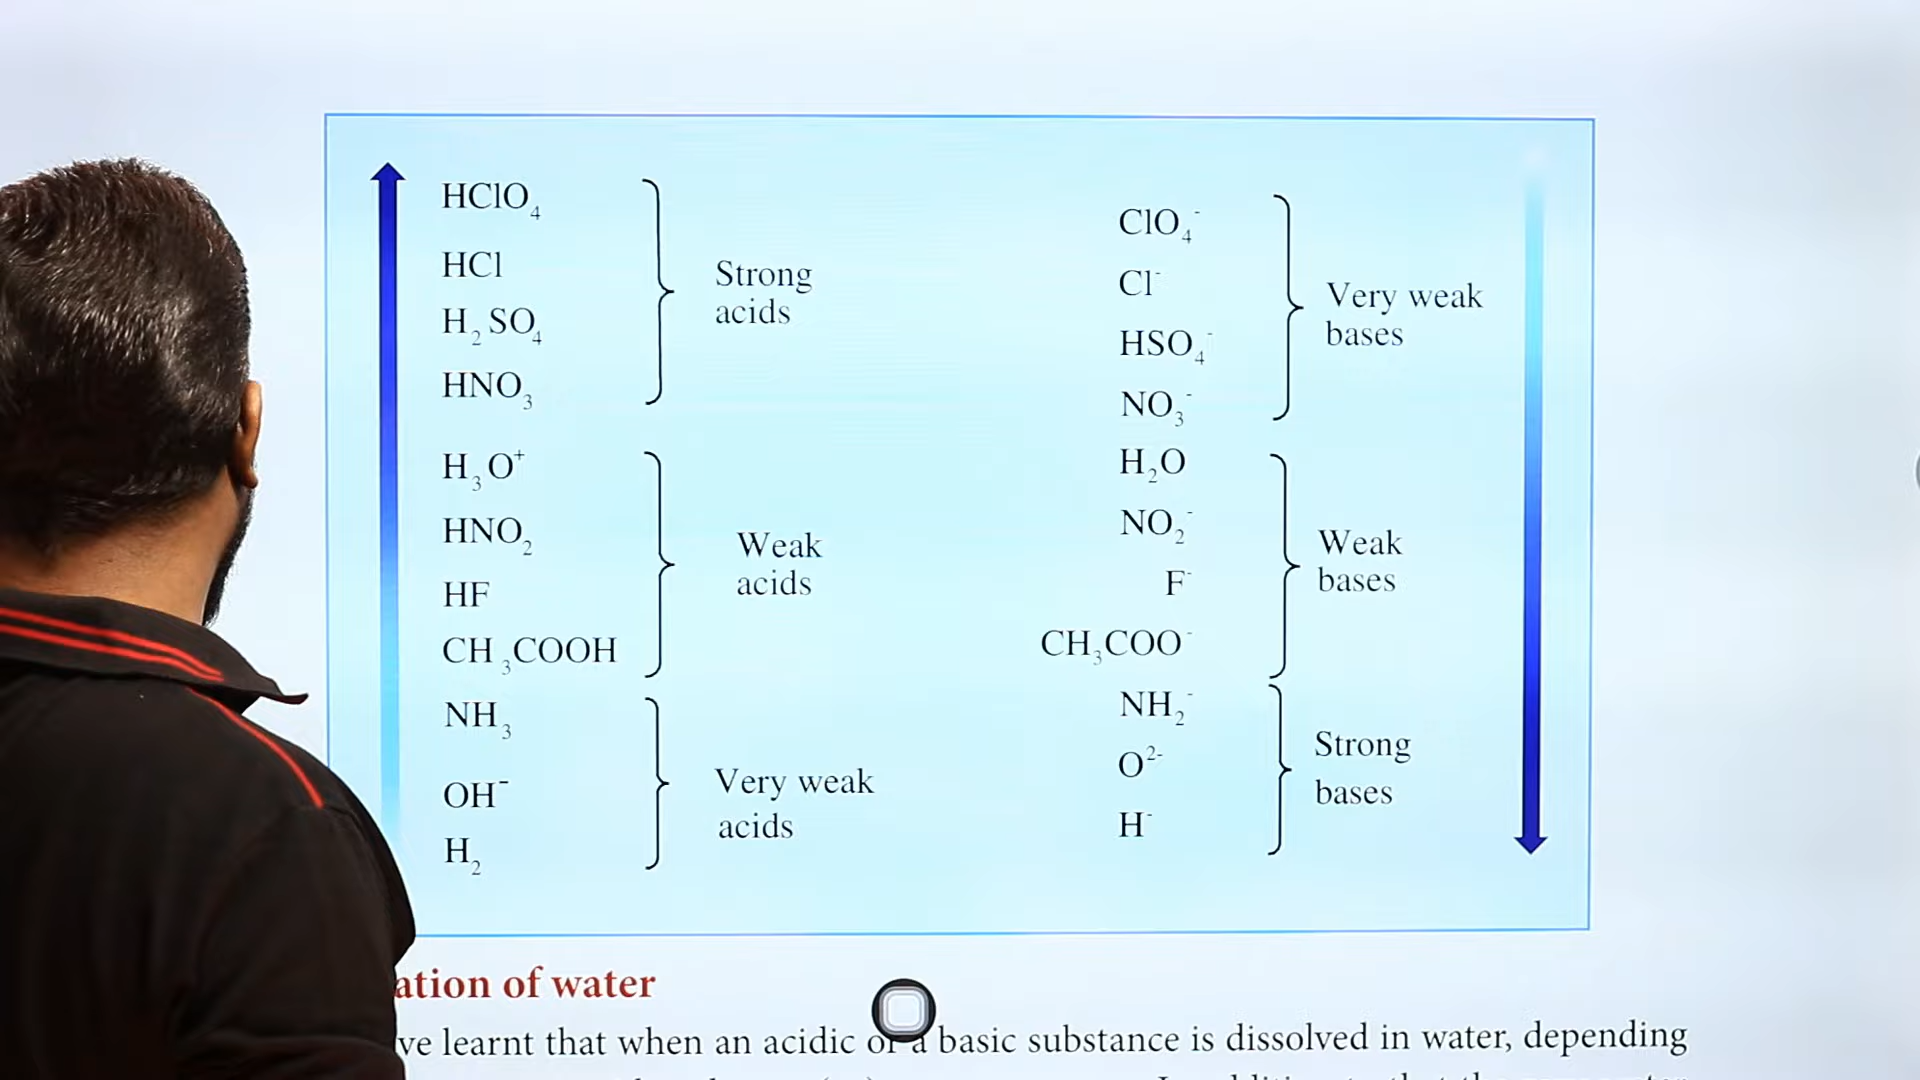 HClO₄
HCl
H₂SO₄
HNO₃
Strong
acids
H₃O⁺
HNO₂
HF
CH₃COOH
Weak
acids
NH₃
OH⁻
H₂
Very weak
acids
ClO₄⁻
Cl⁻
HSO₄⁻
NO₃⁻
Very weak
bases
H₂O
NO₂⁻
F⁻
CH₃COO⁻
Weak
bases
NH₂⁻
O²⁻
H⁻
Strong
bases
ation of water
ve learnt that when an acidic or a basic substance is dissolved in water, depending